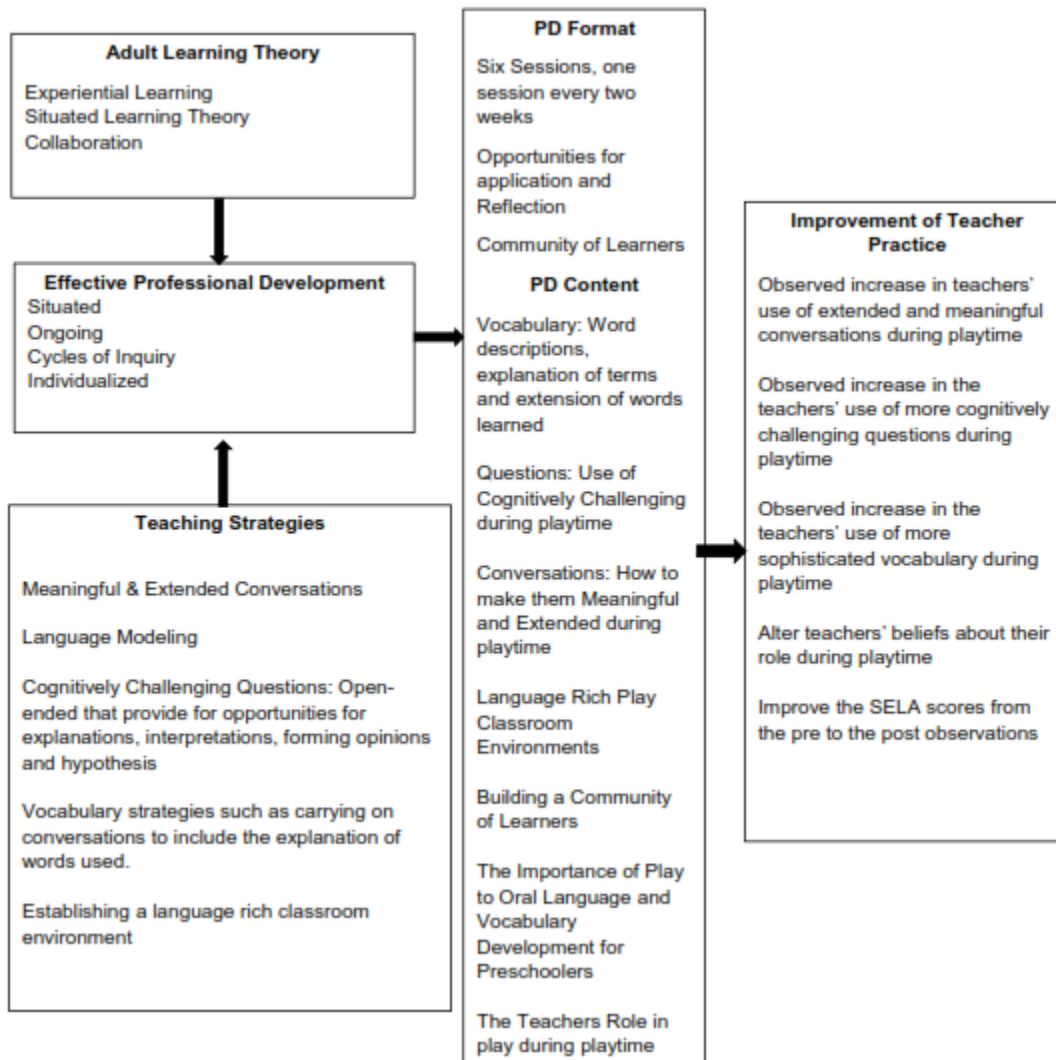 Adult Learning Theory
Experiential Learning
Situated Learning Theory
Collaboration
Effective Professional Development
Situated
Ongoing
Cycles of Inquiry
Individualized
Teaching Strategies
Meaningful & Extended Conversations
Language Modeling
Cognitively Challenging Questions: Open-
ended that provide for opportunities for
explanations, interpretations, forming opinions
and hypothesis
Vocabulary strategies such as carrying on
conversations to include the explanation of
words used.
Establishing a language rich classroom
environment
PD Format
Six Sessions, one
session every two
weeks
Opportunities for
application and
Reflection
Community of Learners
PD Content
Vocabulary: Word
descriptions,
explanation of terms
and extension of words
learned
Questions: Use of
Cognitively Challenging
during playtime
Conversations: How to
make them Meaningful
and Extended during
playtime
Language Rich Play
Classroom
Environments
Building a Community
of Learners
The Importance of Play
to Oral Language and
Vocabulary
Development for
Preschoolers
The Teachers Role in
play during playtime
Improvement of Teacher
Practice
Observed increase in teachers'
use of extended and meaningful
conversations during playtime
Observed increase in the
teachers' use of more cognitively
challenging questions during
playtime
Observed increase in the
teachers' use of more
sophisticated vocabulary during
playtime
Alter teachers' beliefs about their
role during playtime
Improve the SELA scores from
the pre to the post observations